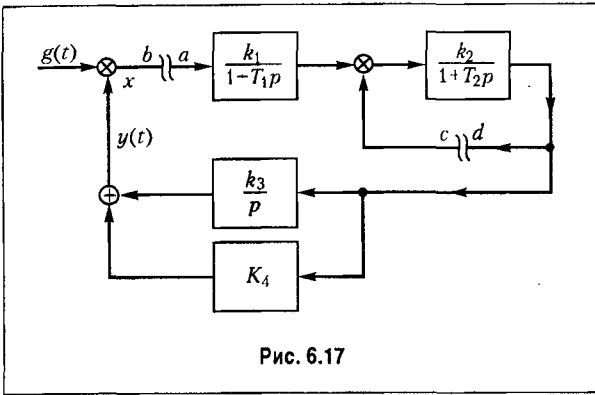 g(t) b a k₁ k₂
x 1−T₁p 1+T₂p
y(t) c d
k₃
p
K₄
Рис. 6.17